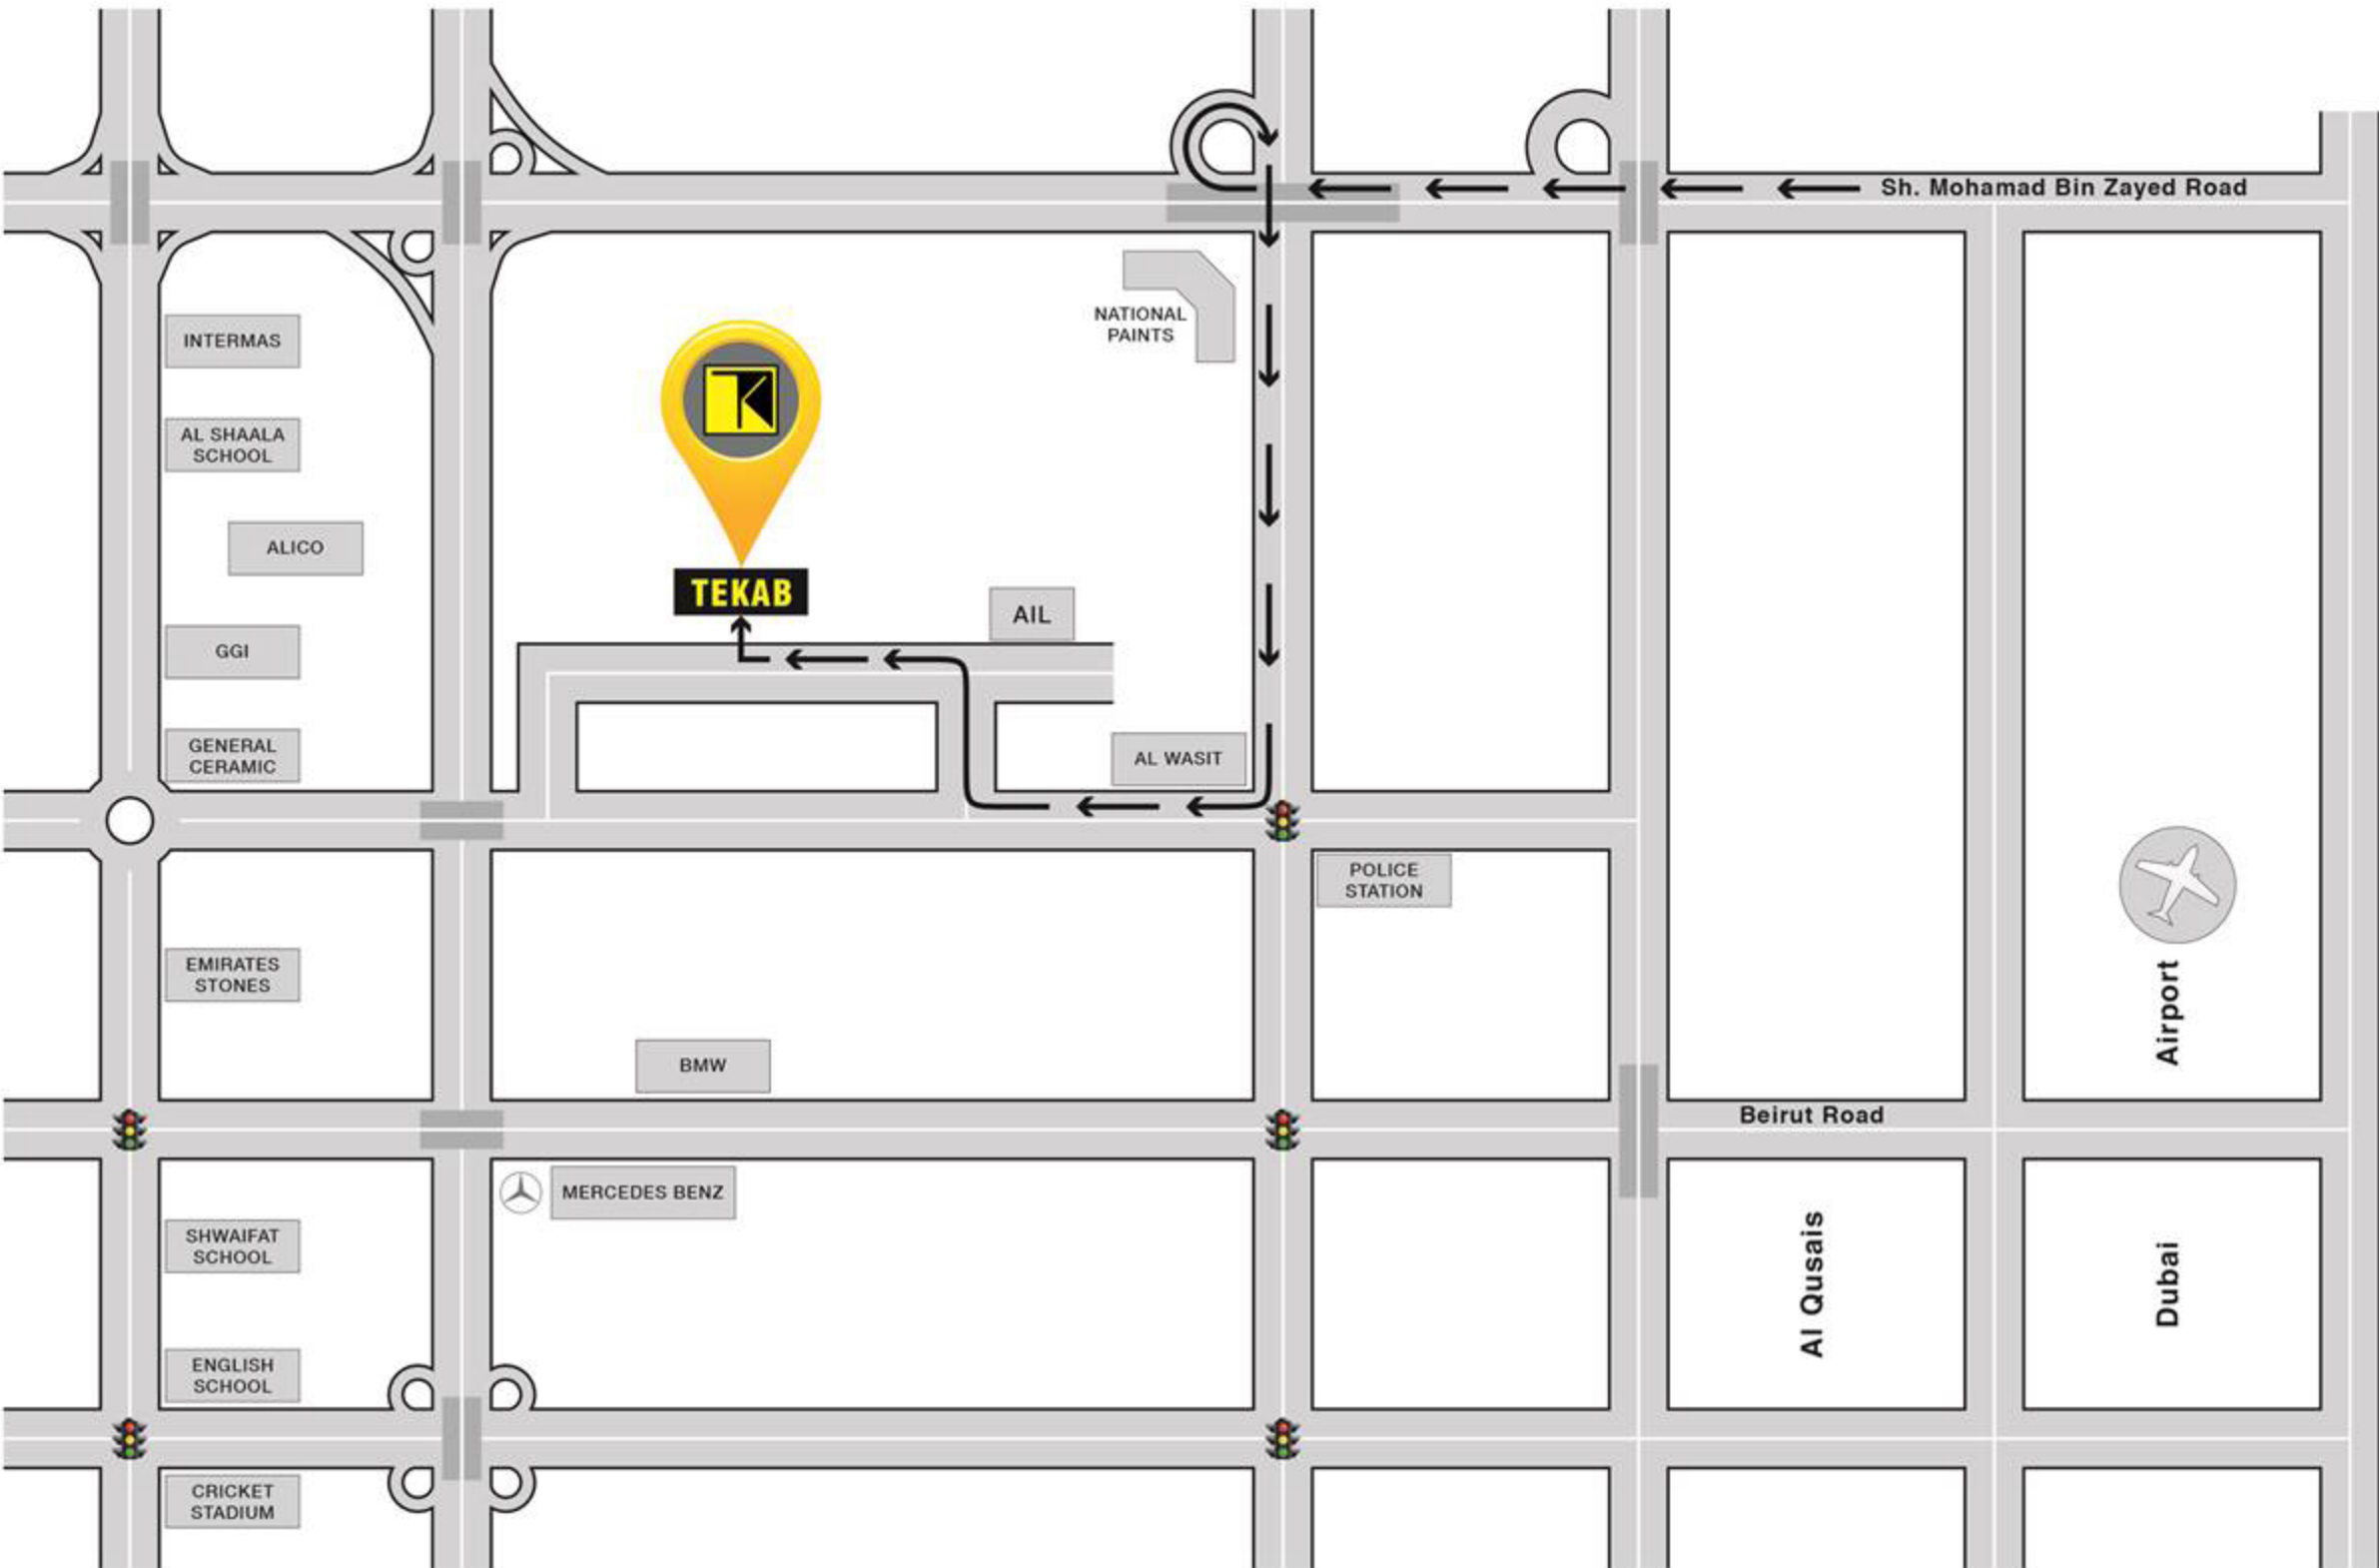 Sh. Mohamad Bin Zayed Road
NATIONAL
PAINTS
INTERMAS
AL SHAALA
SCHOOL
ALICO
TEKAB
AIL
GGI
GENERAL
CERAMIC
AL WASIT
POLICE
STATION
EMIRATES
STONES
Airport
BMW
Beirut Road
MERCEDES BENZ
SHWAIFAT
SCHOOL
Al Qusais
Dubai
ENGLISH
SCHOOL
CRICKET
STADIUM